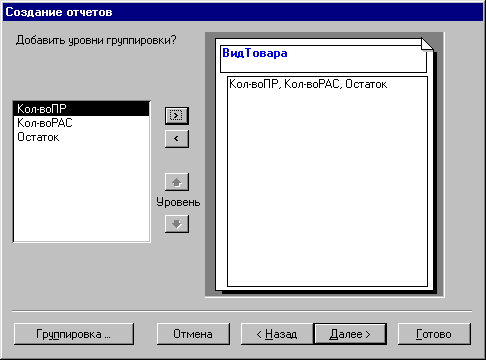 Создание отчетов
Добавить уровни группировки?
ВидТовара
Кол-воПР, Кол-воРАС, Остаток
Кол-воПР
Кол-воРАС
Остаток
>
<
Уровень
Группировка ...
Отмена
< Назад
Далее >
Готово